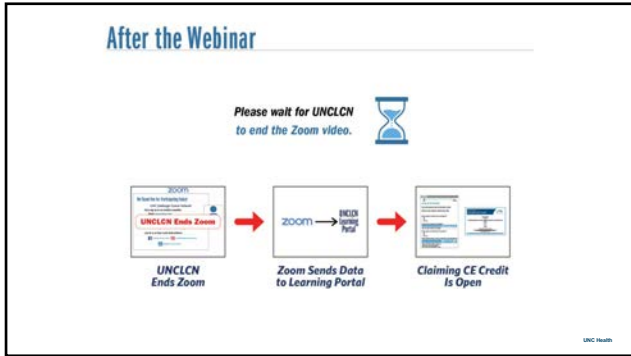 After the Webinar
Please wait for UNCLCN
to end the Zoom video.
zoom
UNCLCN Ends Zoom
zoom
UNCLCN
Learning
Portal
UNCLCN
Ends Zoom
Zoom Sends Data
to Learning Portal
Claiming CE Credit
Is Open
UNC Health